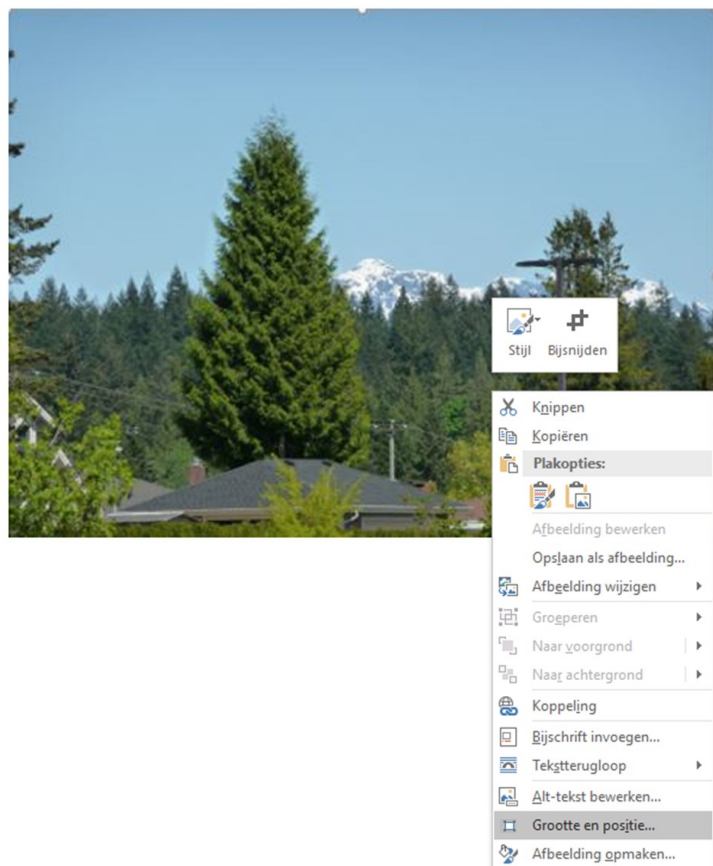 Stijl Bijsnijden
Knippen
Kopiëren
Plakopties:
Afbeelding bewerken
Opslaan als afbeelding...
Afbeelding wijzigen
Groeperen
Naar voorgrond
Naar achtergrond
Koppeling
Bijschrift invoegen...
Tekstterugloop
Alt-tekst bewerken...
Grootte en positie...
Afbeelding opmaken...